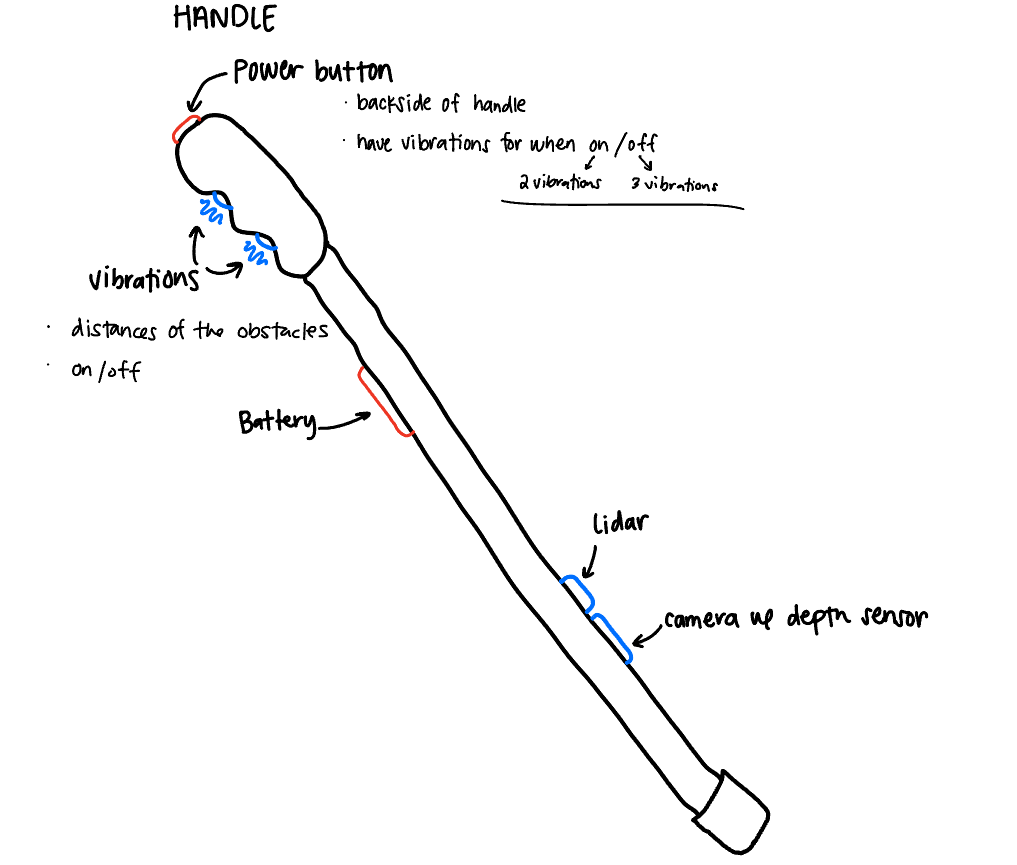 HANDLE
Power button
· backside of handle
· have vibrations for when on/off
2 vibrations 3 vibrations
vibrations
· distances of the obstacles
· on/off
Battery
lidar
camera w/ depth sensor